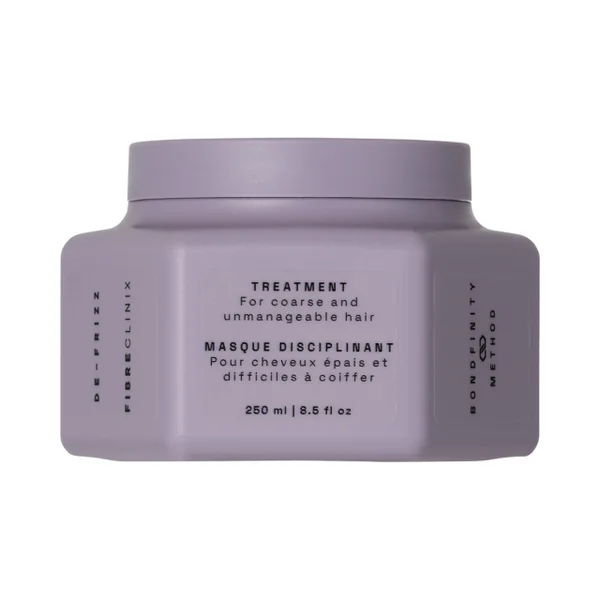 DE-FRIZZ
FIBRECLINIX
TREATMENT
For coarse and
unmanageable hair
MASQUE DISCIPLINANT
Pour cheveux épais et
difficiles à coiffer
250 ml | 8.5 fl oz
BONDFINITY
METHOD